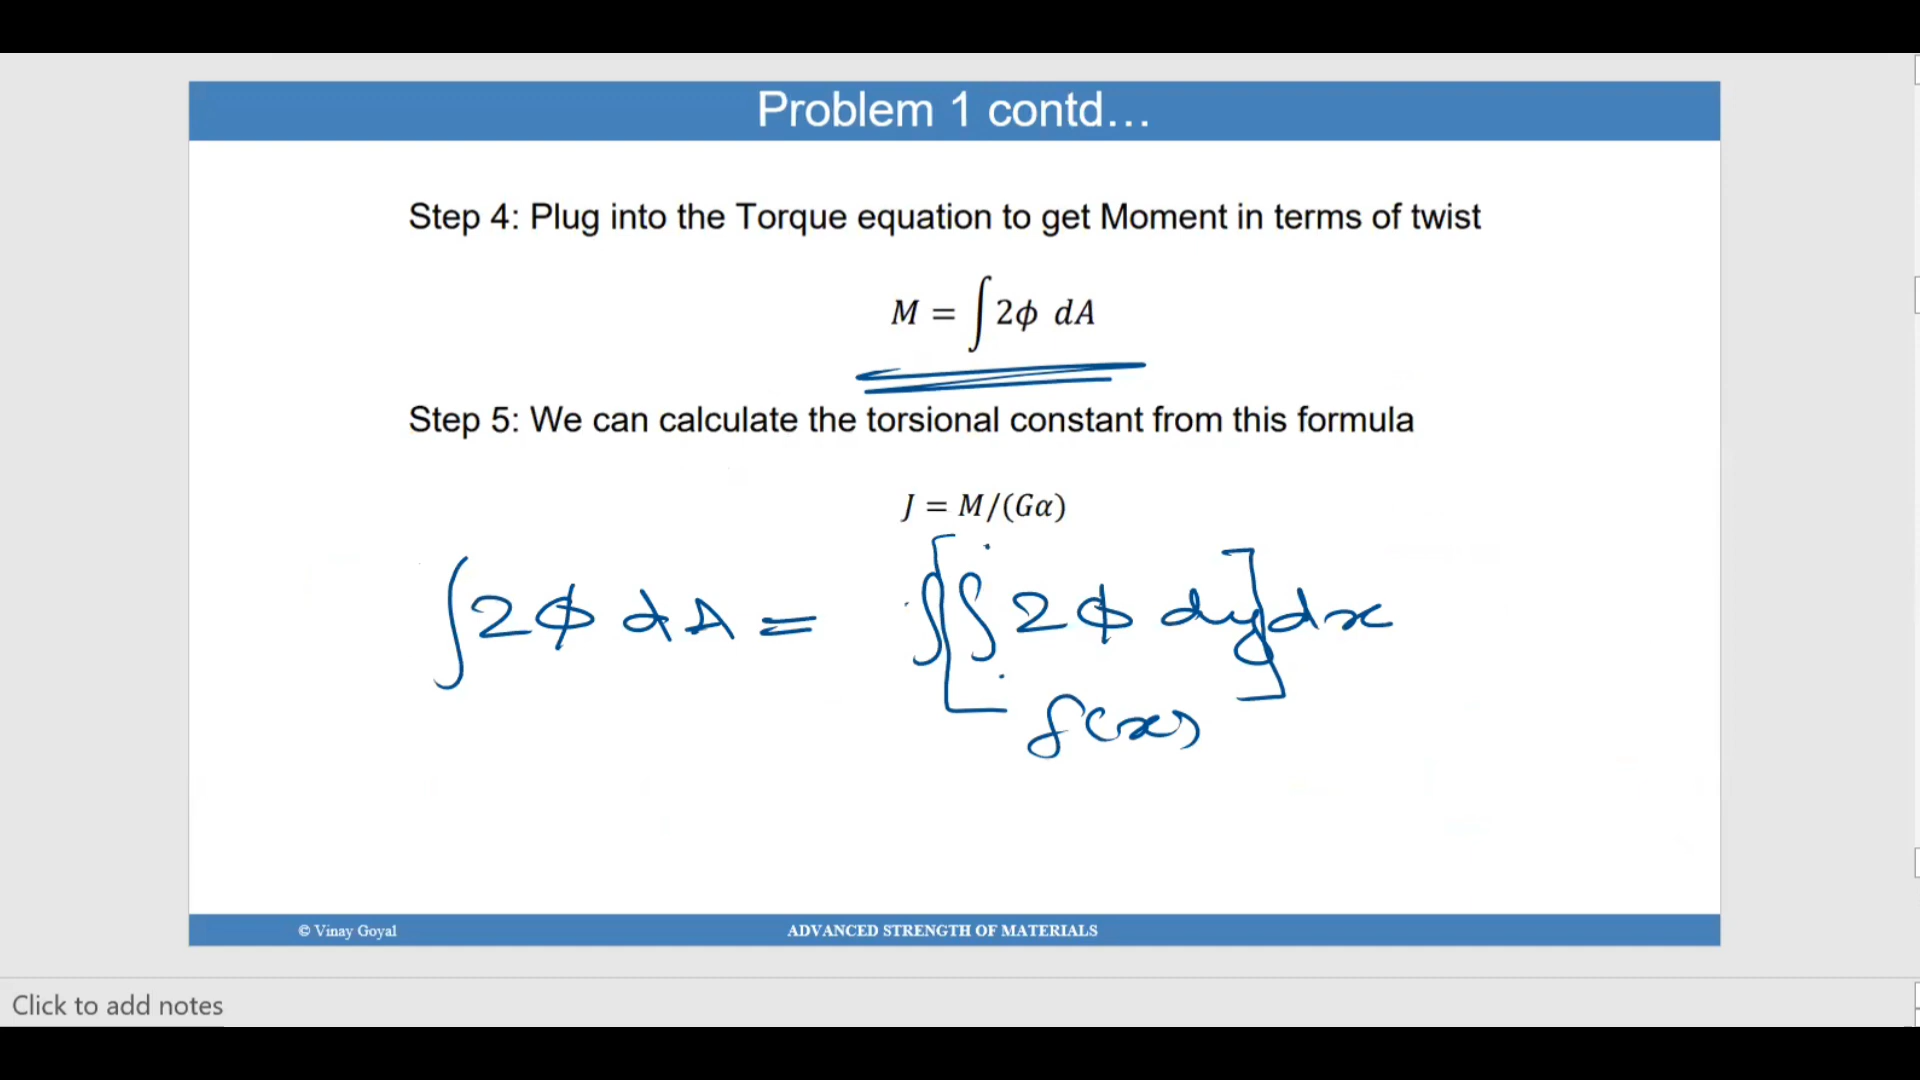 Problem 1 contd...
Step 4: Plug into the Torque equation to get Moment in terms of twist
M = ∫ 2ϕ dA
Step 5: We can calculate the torsional constant from this formula
J = M/(Gα)
∫ 2ϕ dA = ∫[∫ 2ϕ dy]dx
f(x)
© Vinay Goyal ADVANCED STRENGTH OF MATERIALS
Click to add notes